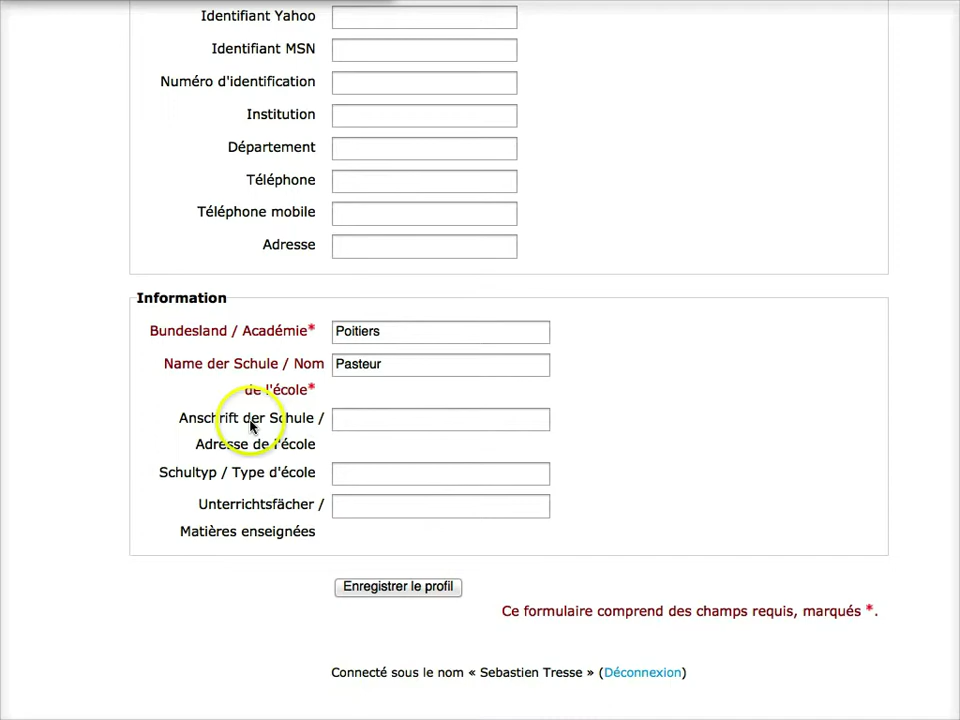 Identifiant Yahoo
Identifiant MSN
Numéro d'identification
Institution
Département
Téléphone
Téléphone mobile
Adresse
Information
Bundesland / Académie* Poitiers
Name der Schule / Nom Pasteur
de l'école*
Anschrift der Schule /
Adresse de l'école
Schultyp / Type d'école
Unterrichtsfächer /
Matières enseignées
Enregistrer le profil
Ce formulaire comprend des champs requis, marqués *.
Connecté sous le nom « Sebastien Tresse » (Déconnexion)